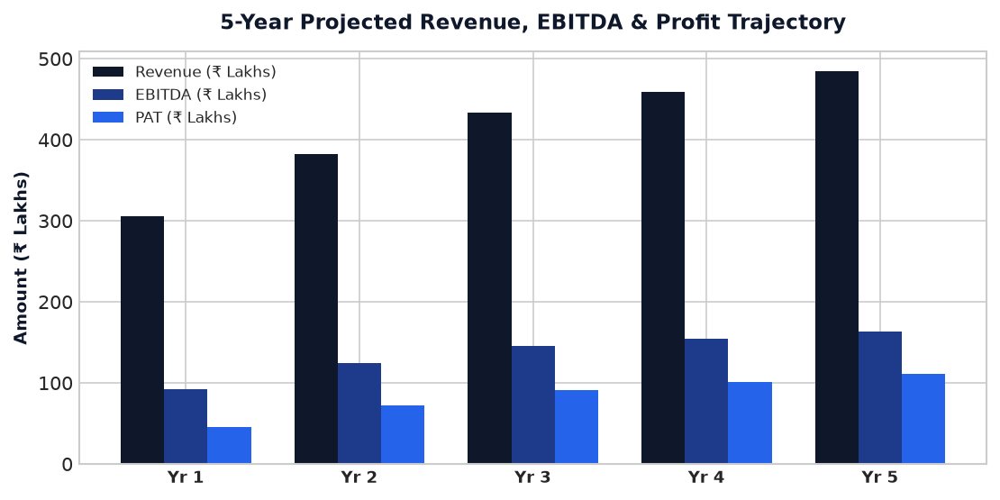 5-Year Projected Revenue, EBITDA & Profit Trajectory
Revenue (₹ Lakhs)
EBITDA (₹ Lakhs)
PAT (₹ Lakhs)
Amount (₹ Lakhs)
500
400
300
200
100
0
Yr 1
Yr 2
Yr 3
Yr 4
Yr 5